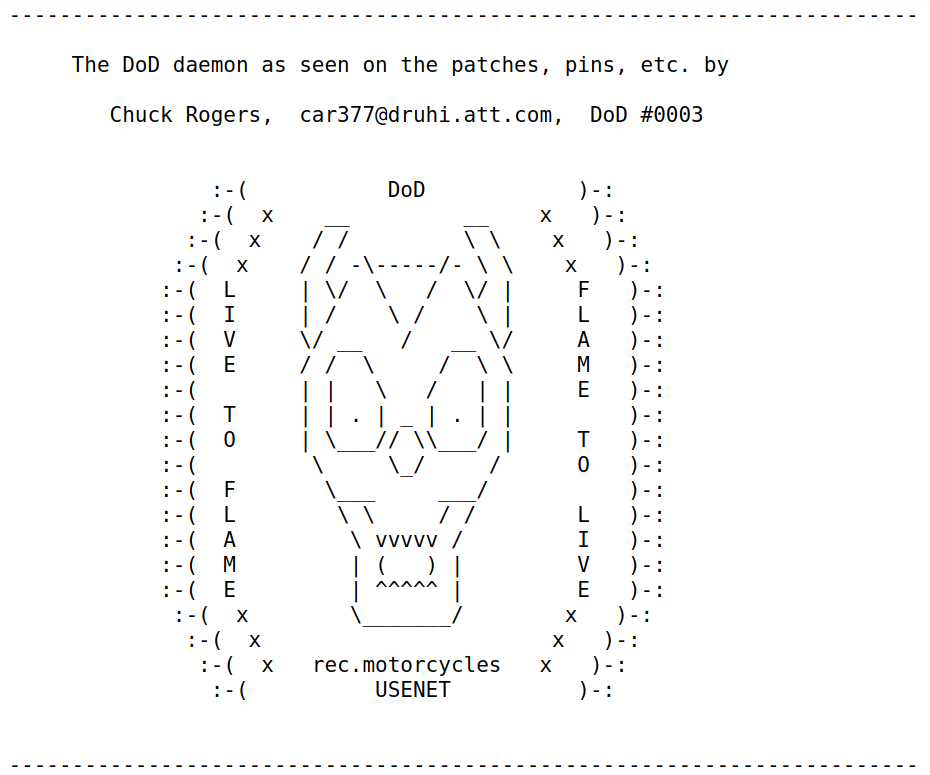 ------------------------------------------------------------------------

     The DoD daemon as seen on the patches, pins, etc. by

        Chuck Rogers,  car377@druhi.att.com,  DoD #0003


                :-(           DoD            )-:
               :-(  x    __         __    x   )-:
              :-(  x    / /         \ \    x   )-:
             :-(  x    / / -\-----/- \ \    x   )-:
            :-(  L     | \/  \   /  \/ |     F   )-:
            :-(  I     | /    \ /    \ |     L   )-:
            :-(  V     \/ __   /   __ \/     A   )-:
            :-(  E     / /  \     /  \ \     M   )-:
            :-(        | |   \   /   | |     E   )-:
            :-(  T     | | . | _ | . | |         )-:
            :-(  O     | \___// \\___/ |     T   )-:
            :-(         \     \_/     /      O   )-:
            :-(  F       \___     ___/           )-:
            :-(  L        \ \     / /        L   )-:
            :-(  A         \ vvvvv /         I   )-:
            :-(  M         | (   ) |         V   )-:
            :-(  E         | ^^^^^ |         E   )-:
             :-(  x        \_______/        x   )-:
              :-(  x                       x   )-:
               :-(  x   rec.motorcycles   x   )-:
                :-(          USENET          )-:


------------------------------------------------------------------------